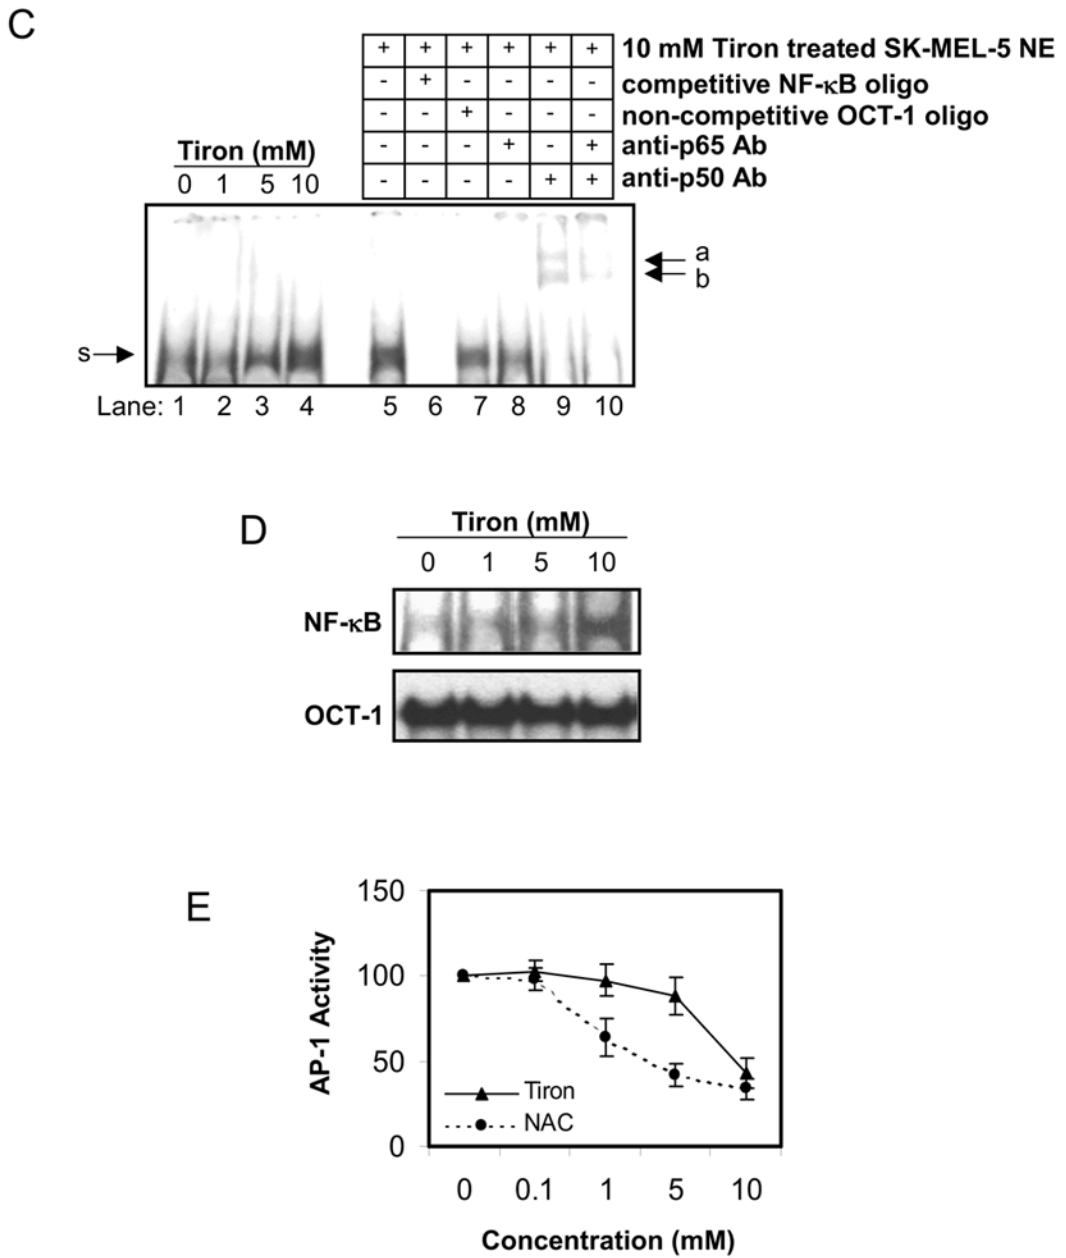 C
+ + + + + + 10 mM Tiron treated SK-MEL-5 NE
- + - - - - competitive NF-κB oligo
- - + - - - non-competitive OCT-1 oligo
- - - + - + anti-p65 Ab
- - - - + + anti-p50 Ab
Tiron (mM)
0 1 5 10
a
b
s
Lane: 1 2 3 4 5 6 7 8 9 10
D
Tiron (mM)
0 1 5 10
NF-κB
OCT-1
E
AP-1 Activity
150
100
50
0
Tiron
NAC
0 0.1 1 5 10
Concentration (mM)